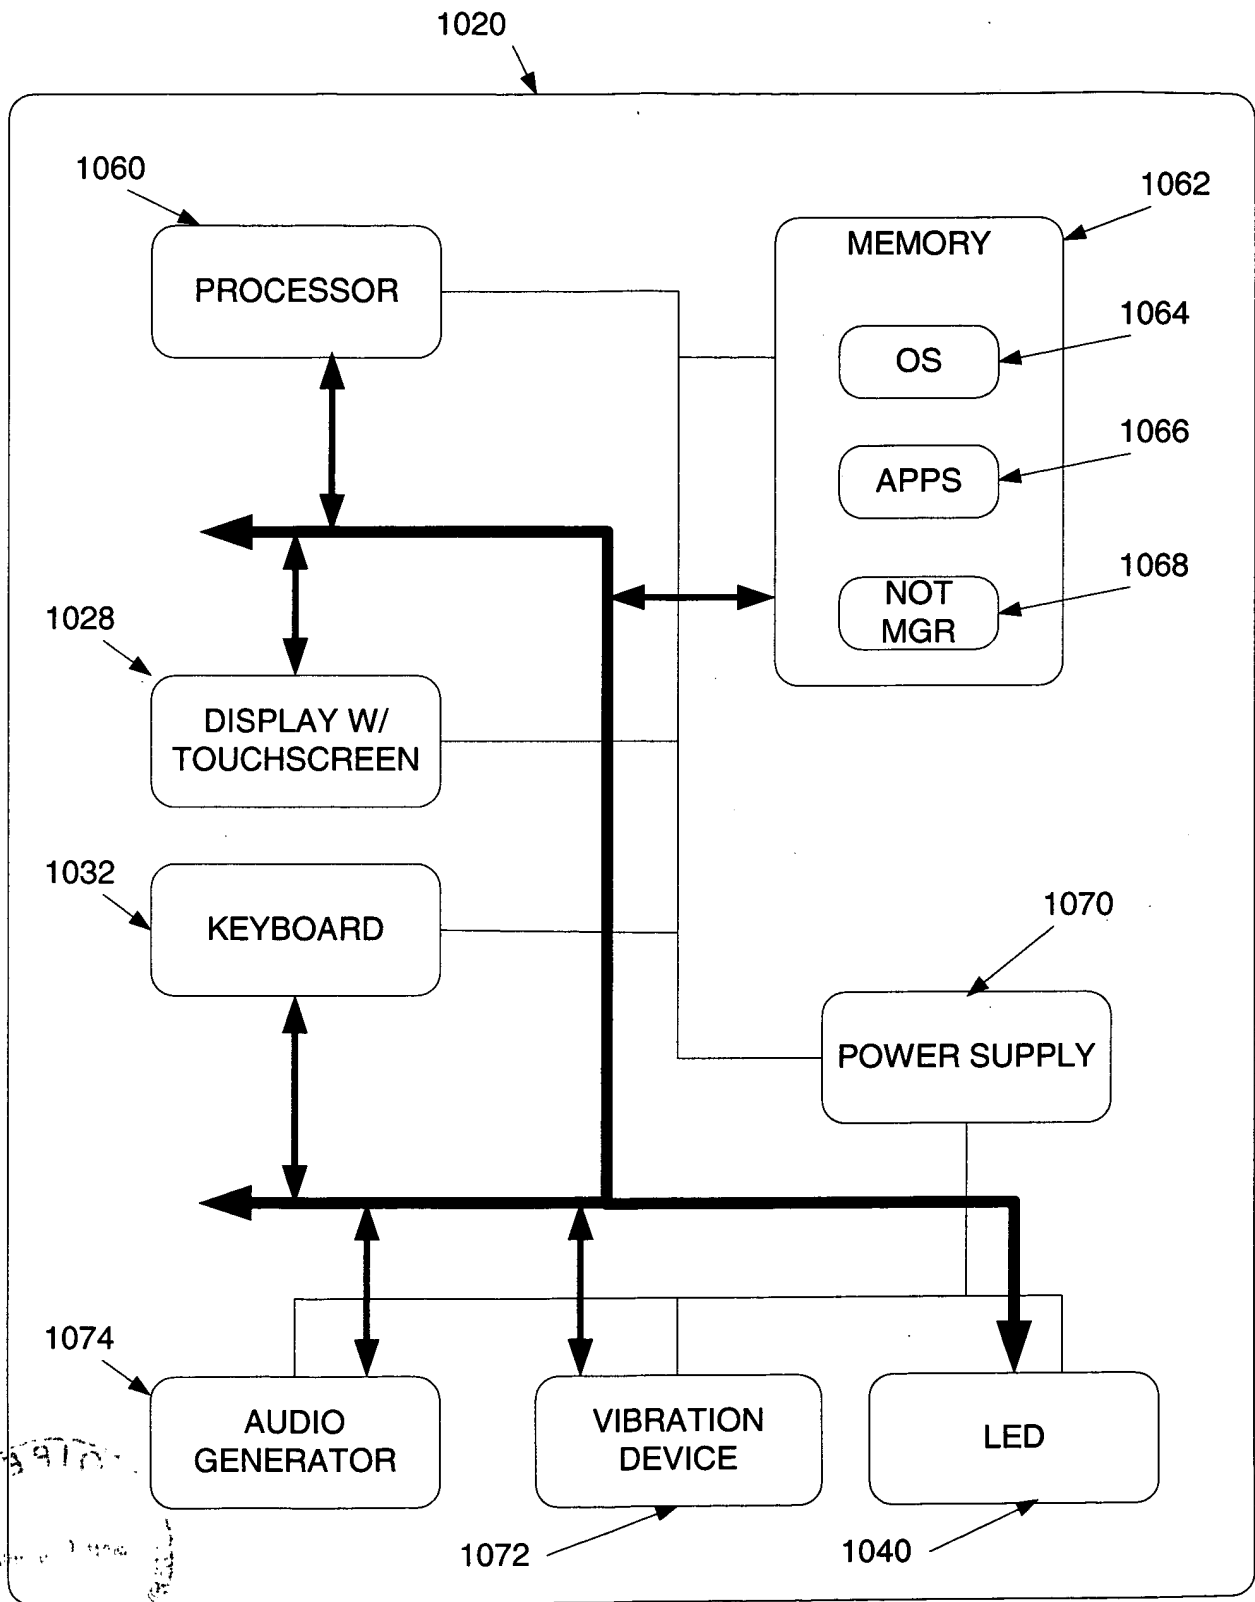 1020
1060
1062
PROCESSOR
MEMORY
1064
OS
1066
APPS
1068
NOT
MGR
1028
DISPLAY W/
TOUCHSCREEN
1032
KEYBOARD
1070
POWER SUPPLY
1074
AUDIO
GENERATOR
VIBRATION
DEVICE
LED
1072
1040